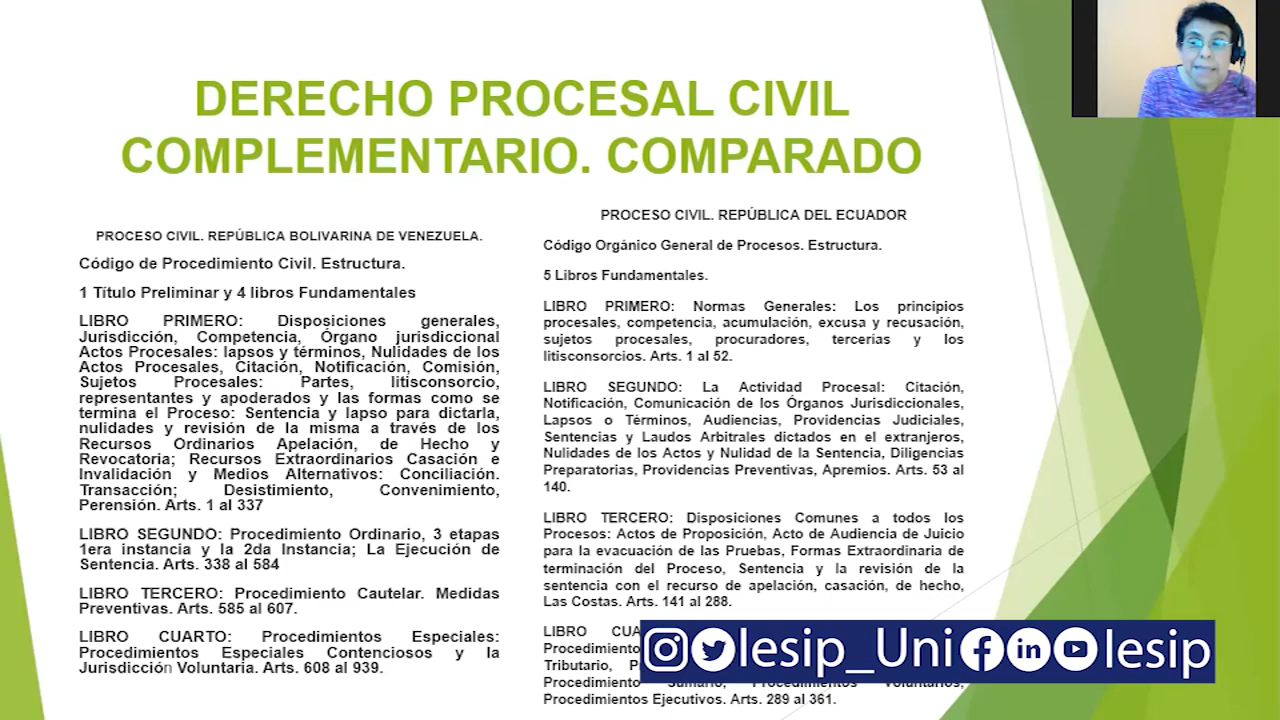 DERECHO PROCESAL CIVIL
COMPLEMENTARIO. COMPARADO
PROCESO CIVIL. REPÚBLICA BOLIVARINA DE VENEZUELA.
Código de Procedimiento Civil. Estructura.
1 Título Preliminar y 4 libros Fundamentales
LIBRO PRIMERO: Disposiciones generales,
Jurisdicción, Competencia, Órgano jurisdiccional
Actos Procesales: lapsos y términos, Nulidades de los
Actos Procesales, Citación, Notificación, Comisión,
Sujetos Procesales: Partes, litisconsorcio,
representantes y apoderados y las formas como se
termina el Proceso: Sentencia y lapso para dictarla,
nulidades y revisión de la misma a través de los
Recursos Ordinarios Apelación, de Hecho y
Revocatoria; Recursos Extraordinarios Casación e
Invalidación y Medios Alternativos: Conciliación.
Transacción; Desistimiento, Convenimiento,
Perensión. Arts. 1 al 337
LIBRO SEGUNDO: Procedimiento Ordinario, 3 etapas
1era instancia y la 2da Instancia; La Ejecución de
Sentencia. Arts. 338 al 584
LIBRO TERCERO: Procedimiento Cautelar. Medidas
Preventivas. Arts. 585 al 607.
LIBRO CUARTO: Procedimientos Especiales:
Procedimientos Especiales Contenciosos y la
Jurisdicción Voluntaria. Arts. 608 al 939.
PROCESO CIVIL. REPÚBLICA DEL ECUADOR
Código Orgánico General de Procesos. Estructura.
5 Libros Fundamentales.
LIBRO PRIMERO: Normas Generales: Los principios
procesales, competencia, acumulación, excusa y recusación,
sujetos procesales, procuradores, tercerías y los
litisconsorcios. Arts. 1 al 52.
LIBRO SEGUNDO: La Actividad Procesal: Citación,
Notificación, Comunicación de los Órganos Jurisdiccionales,
Lapsos o Términos, Audiencias, Providencias Judiciales,
Sentencias y Laudos Arbitrales dictados en el extranjeros,
Nulidades de los Actos y Nulidad de la Sentencia, Diligencias
Preparatorias, Providencias Preventivas, Apremios. Arts. 53 al
140.
LIBRO TERCERO: Disposiciones Comunes a todos los
Procesos: Actos de Proposición, Acto de Audiencia de Juicio
para la evacuación de las Pruebas, Formas Extraordinaria de
terminación del Proceso, Sentencia y la revisión de la
sentencia con el recurso de apelación, casación, de hecho,
Las Costas. Arts. 141 al 288.
LIBRO
Procedimiento
Tributario,
Procedimiento Sumario, Procedimientos Voluntarios,
Procedimientos Ejecutivos. Arts. 289 al 361.
lesip_Uni lesip